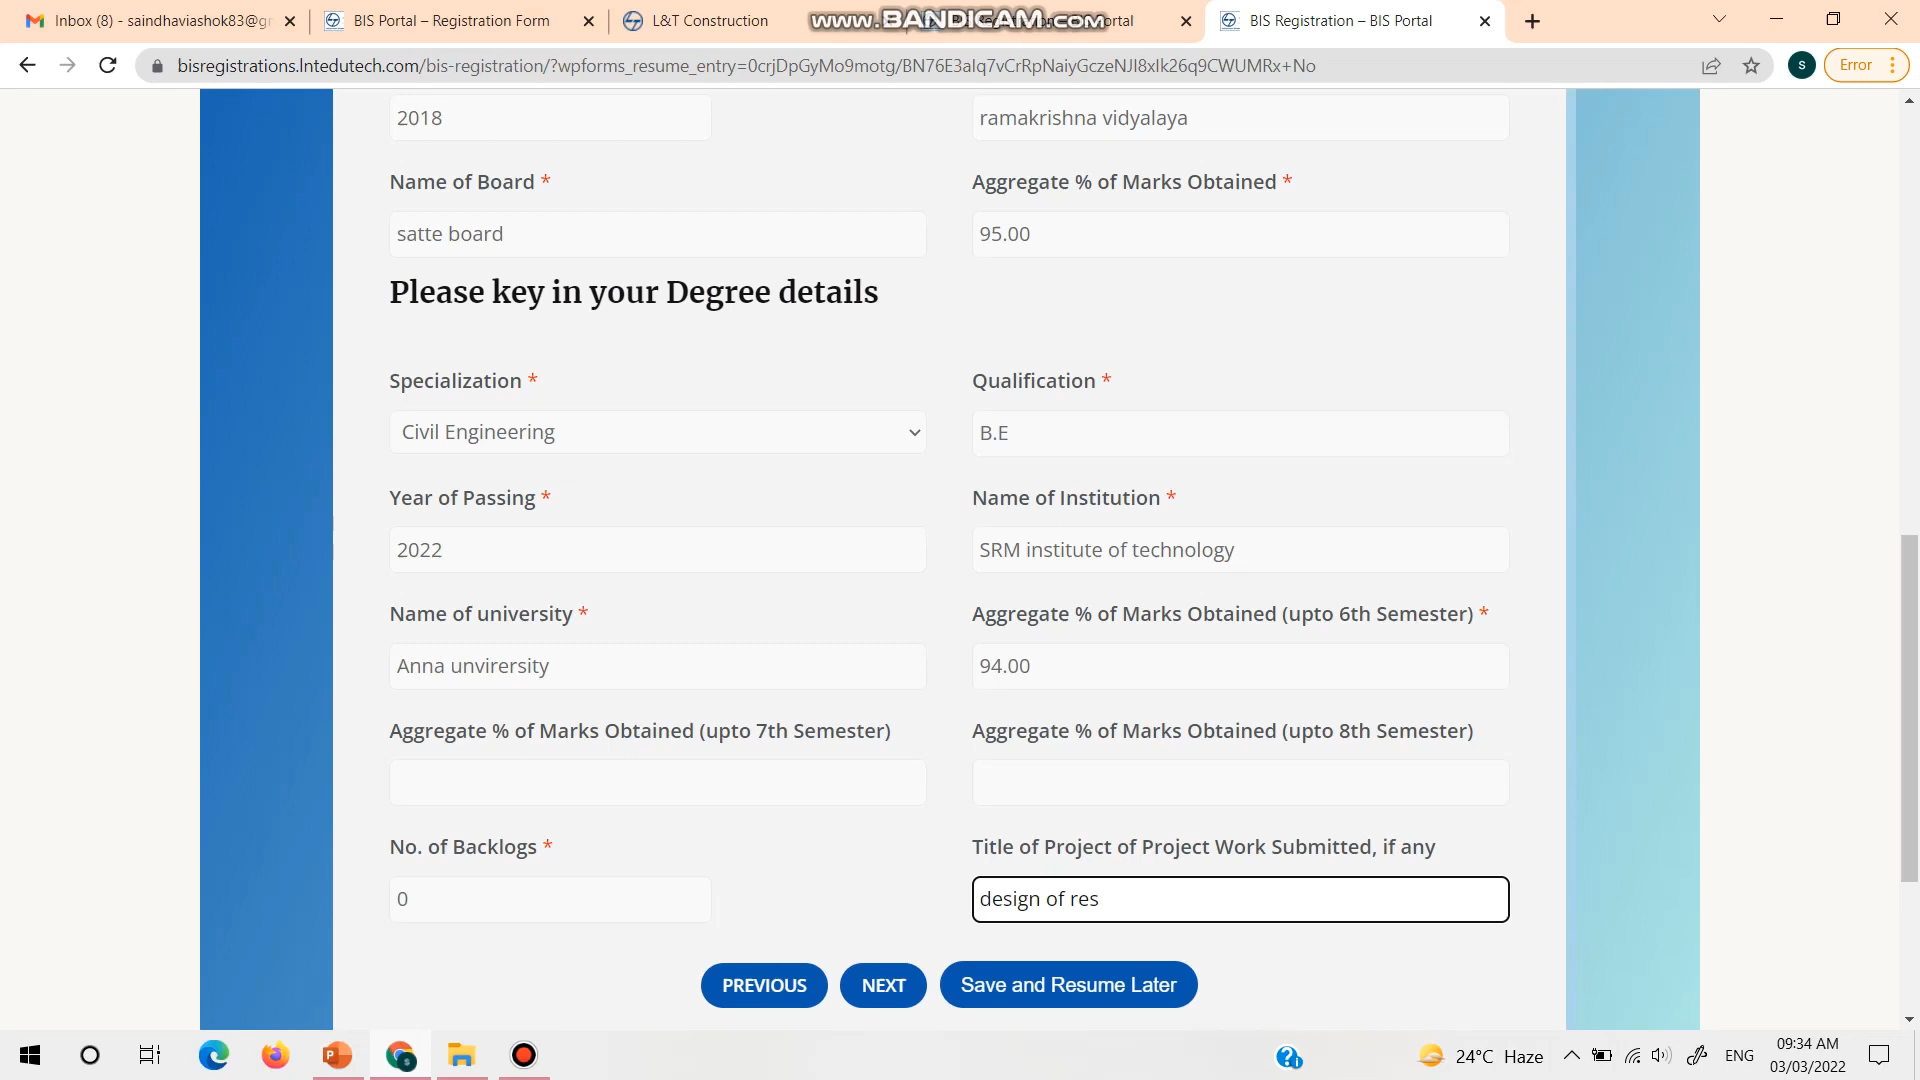 Inbox (8) - saindhaviashok83@gm
BIS Portal – Registration Form
L&T Construction
BIS Registration – BIS Portal
www.BANDICAM.com
bisregistrations.lntedutech.com/bis-registration/?wpforms_resume_entry=0crjDpGyMo9motg/BN76E3aIq7vCrRpNaiyGczeNJI8xIk26q9CWUMRx+No
s
Error
2018
ramakrishna vidyalaya
Name of Board *
Aggregate % of Marks Obtained *
satte board
95.00
Please key in your Degree details
Specialization *
Qualification *
Civil Engineering
B.E
Year of Passing *
Name of Institution *
2022
SRM institute of technology
Name of university *
Aggregate % of Marks Obtained (upto 6th Semester) *
Anna unvirersity
94.00
Aggregate % of Marks Obtained (upto 7th Semester)
Aggregate % of Marks Obtained (upto 8th Semester)
No. of Backlogs *
Title of Project of Project Work Submitted, if any
0
design of res
PREVIOUS
NEXT
Save and Resume Later
24°C Haze
ENG
09:34 AM
03/03/2022